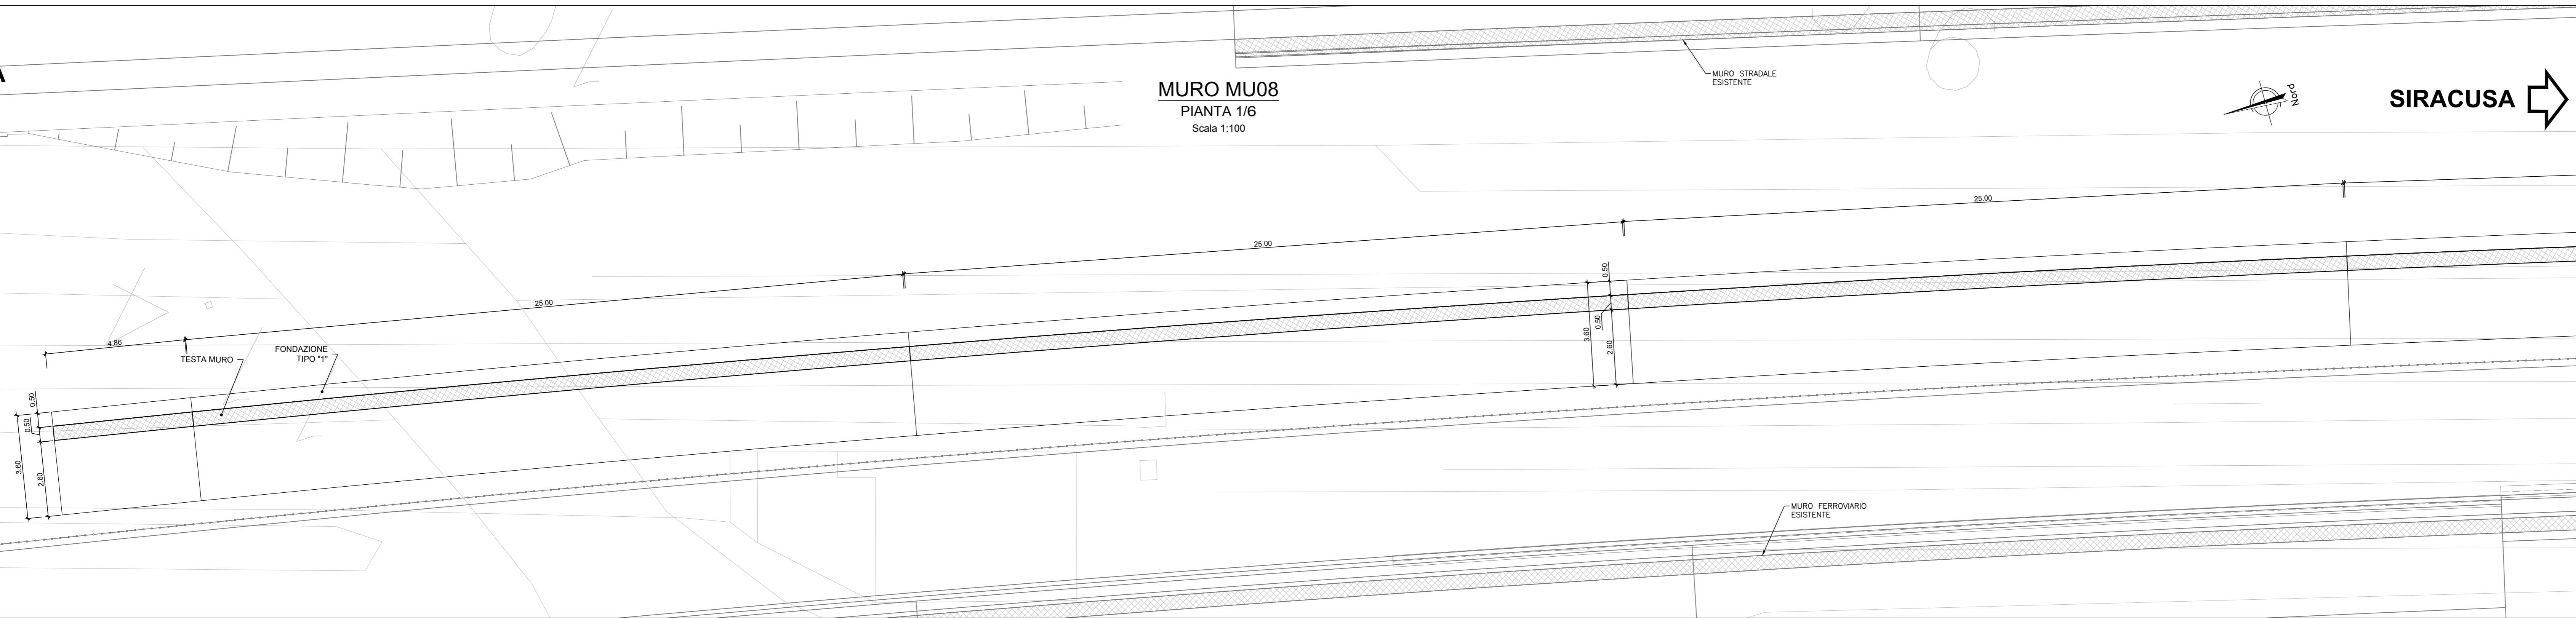 A
MURO MU08
PIANTA 1/6
Scala 1:100
MURO STRADALE
ESISTENTE
Nord
SIRACUSA
25.00
25.00
25.00
4.86
TESTA MURO
FONDAZIONE
TIPO "1"
0.50
0.50
3.60
2.60
0.50
0.50
3.60
2.60
MURO FERROVIARIO
ESISTENTE